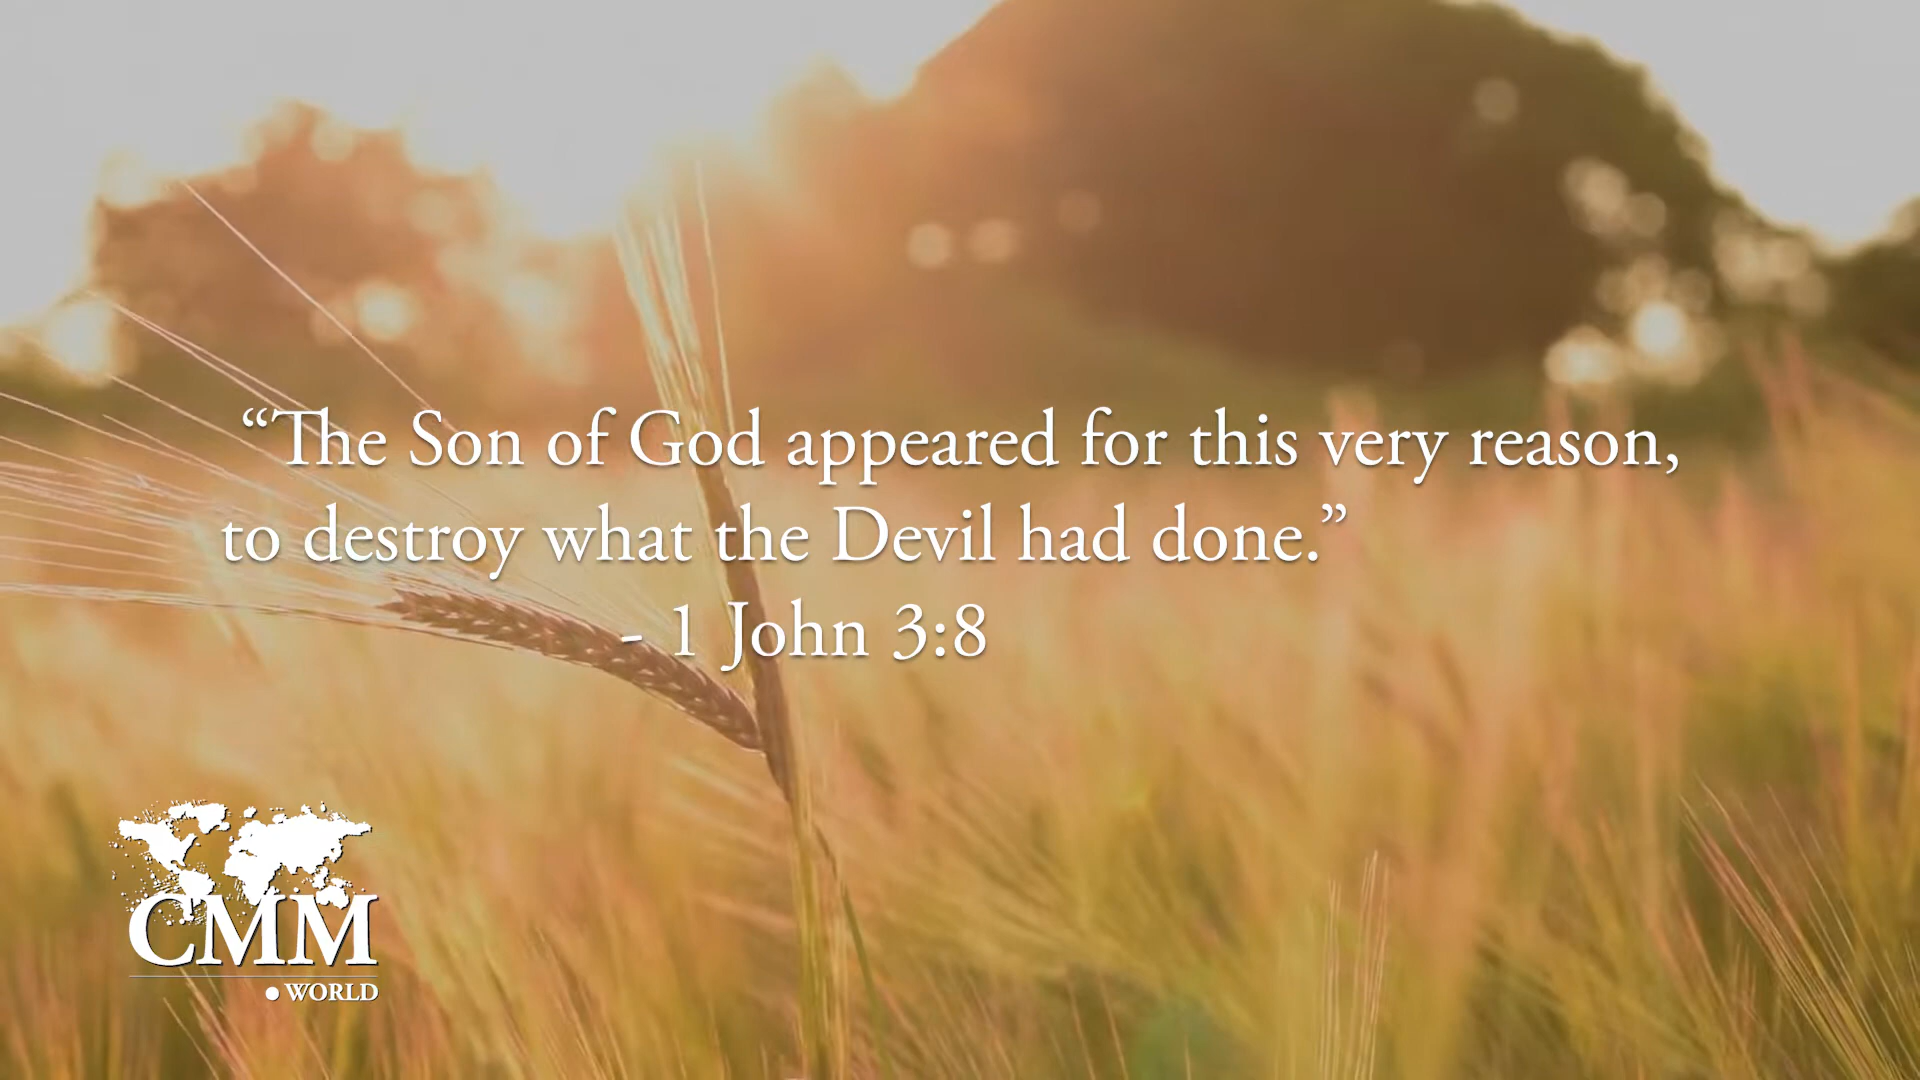 “The Son of God appeared for this very reason,
to destroy what the Devil had done.”
- 1 John 3:8
CMM
•WORLD